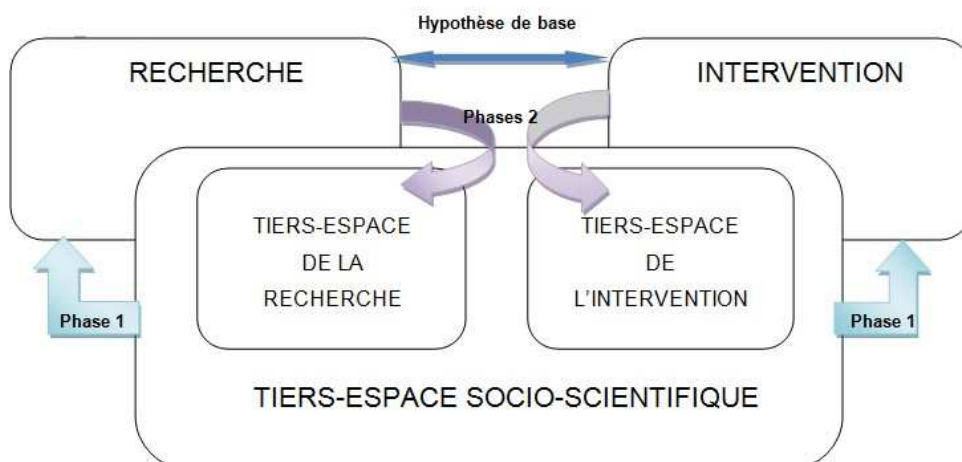 Hypothèse de base
RECHERCHE
INTERVENTION
Phases 2
TIERS-ESPACE
DE LA
RECHERCHE
TIERS-ESPACE
DE
L'INTERVENTION
Phase 1
Phase 1
TIERS-ESPACE SOCIO-SCIENTIFIQUE